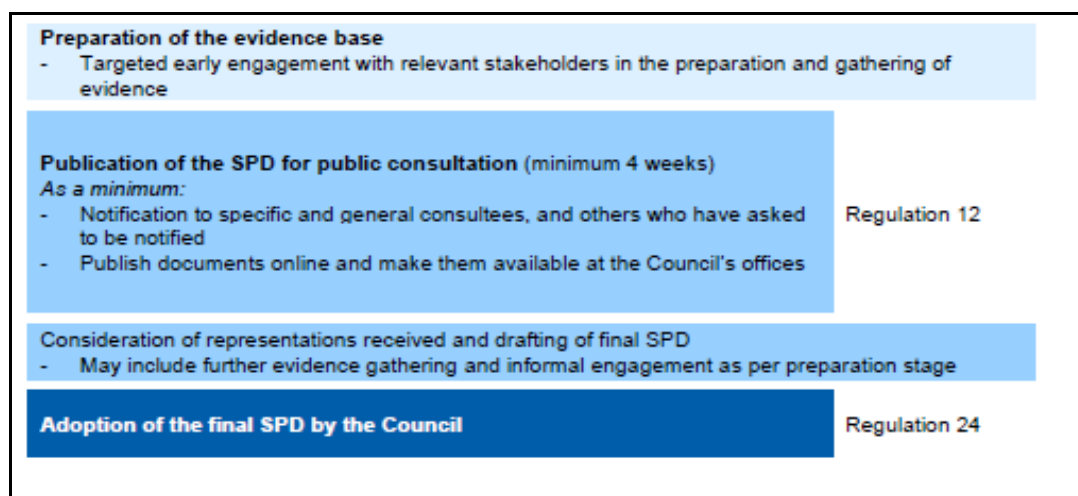 Preparation of the evidence base
- Targeted early engagement with relevant stakeholders in the preparation and gathering of
evidence
Publication of the SPD for public consultation (minimum 4 weeks)
As a minimum:
- Notification to specific and general consultees, and others who have asked
to be notified
- Publish documents online and make them available at the Council's offices
Regulation 12
Consideration of representations received and drafting of final SPD
- May include further evidence gathering and informal engagement as per preparation stage
Adoption of the final SPD by the Council
Regulation 24